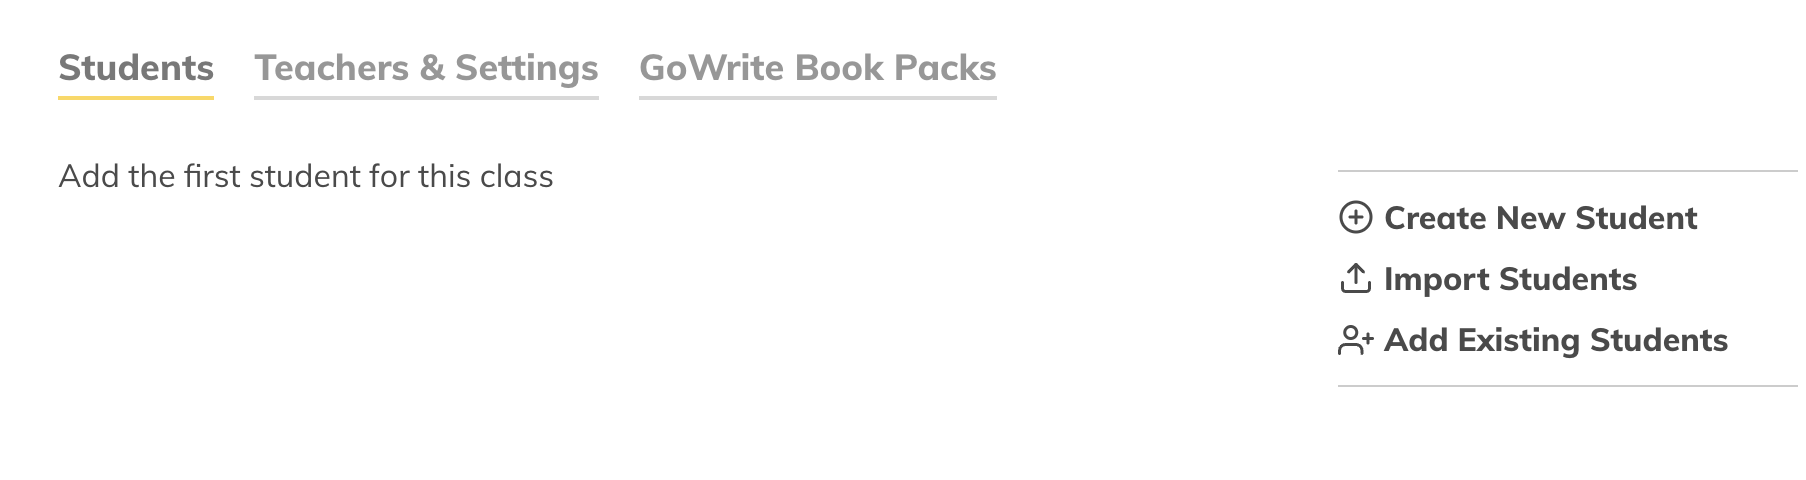 Students Teachers & Settings GoWrite Book Packs
Add the first student for this class
Create New Student
Import Students
Add Existing Students